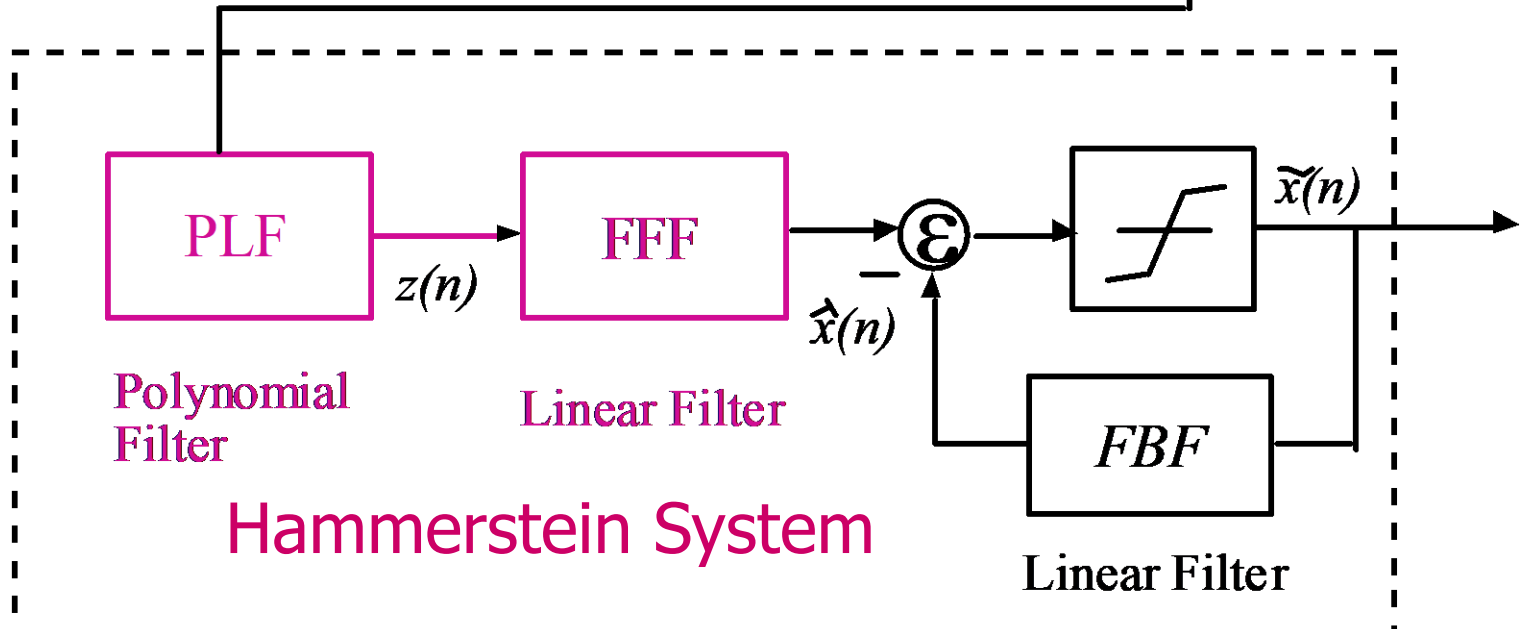 PLF
z(n)
Polynomial
Filter
FFF
Linear Filter
ε
−
x̂(n)
x̃(n)
FBF
Linear Filter
Hammerstein System